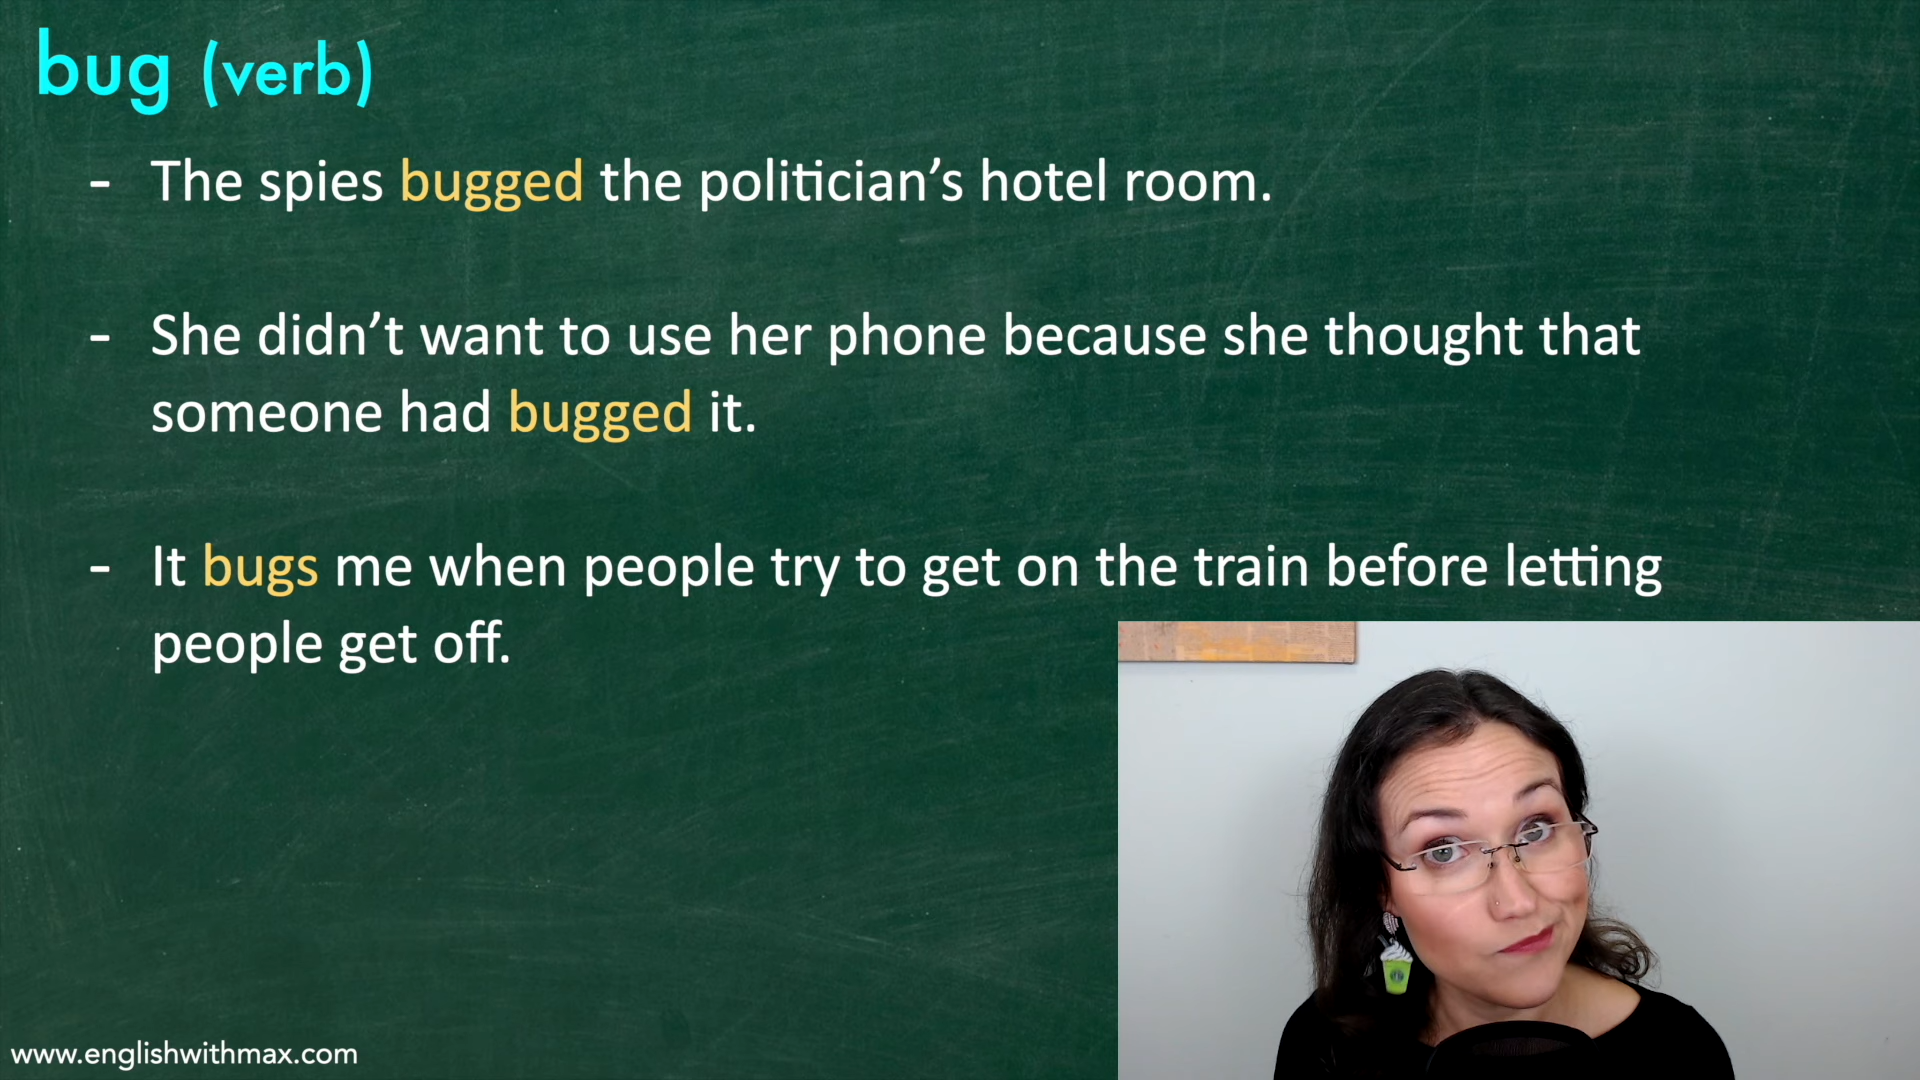 bug (verb)
- The spies bugged the politician’s hotel room.
- She didn’t want to use her phone because she thought that
someone had bugged it.
- It bugs me when people try to get on the train before letting
people get off.
www.englishwithmax.com